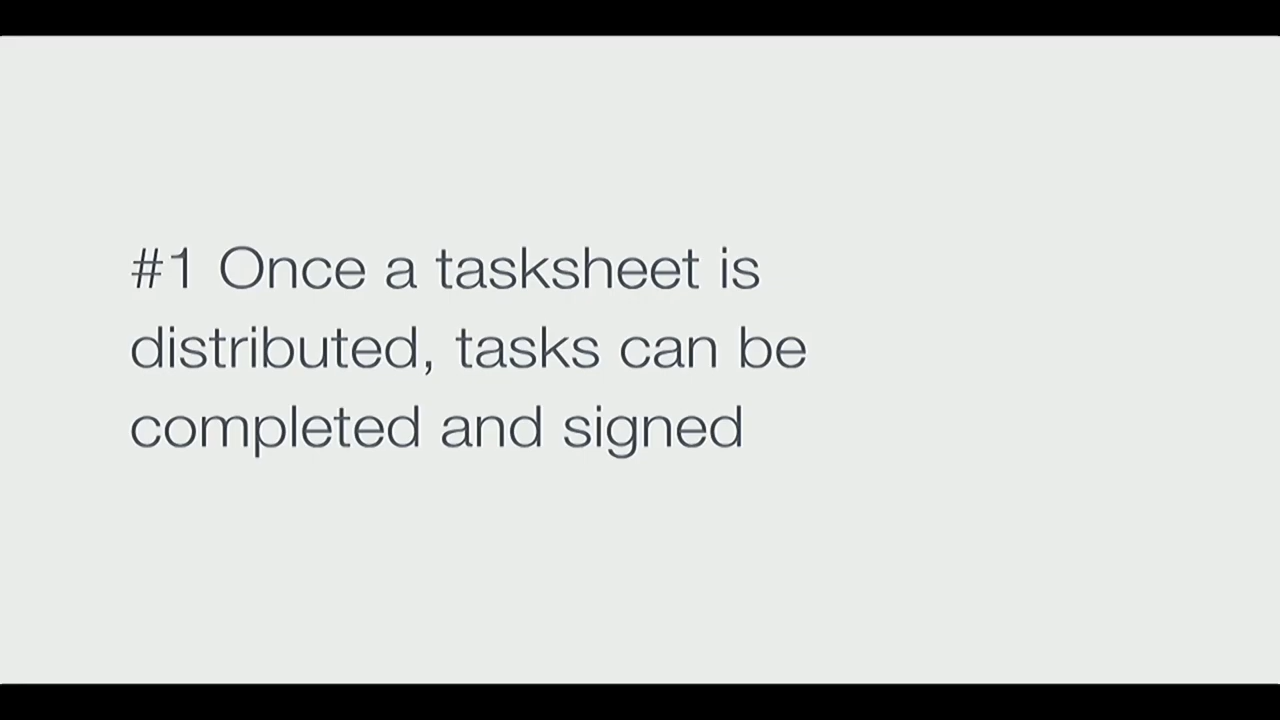 #1 Once a tasksheet is
distributed, tasks can be
completed and signed